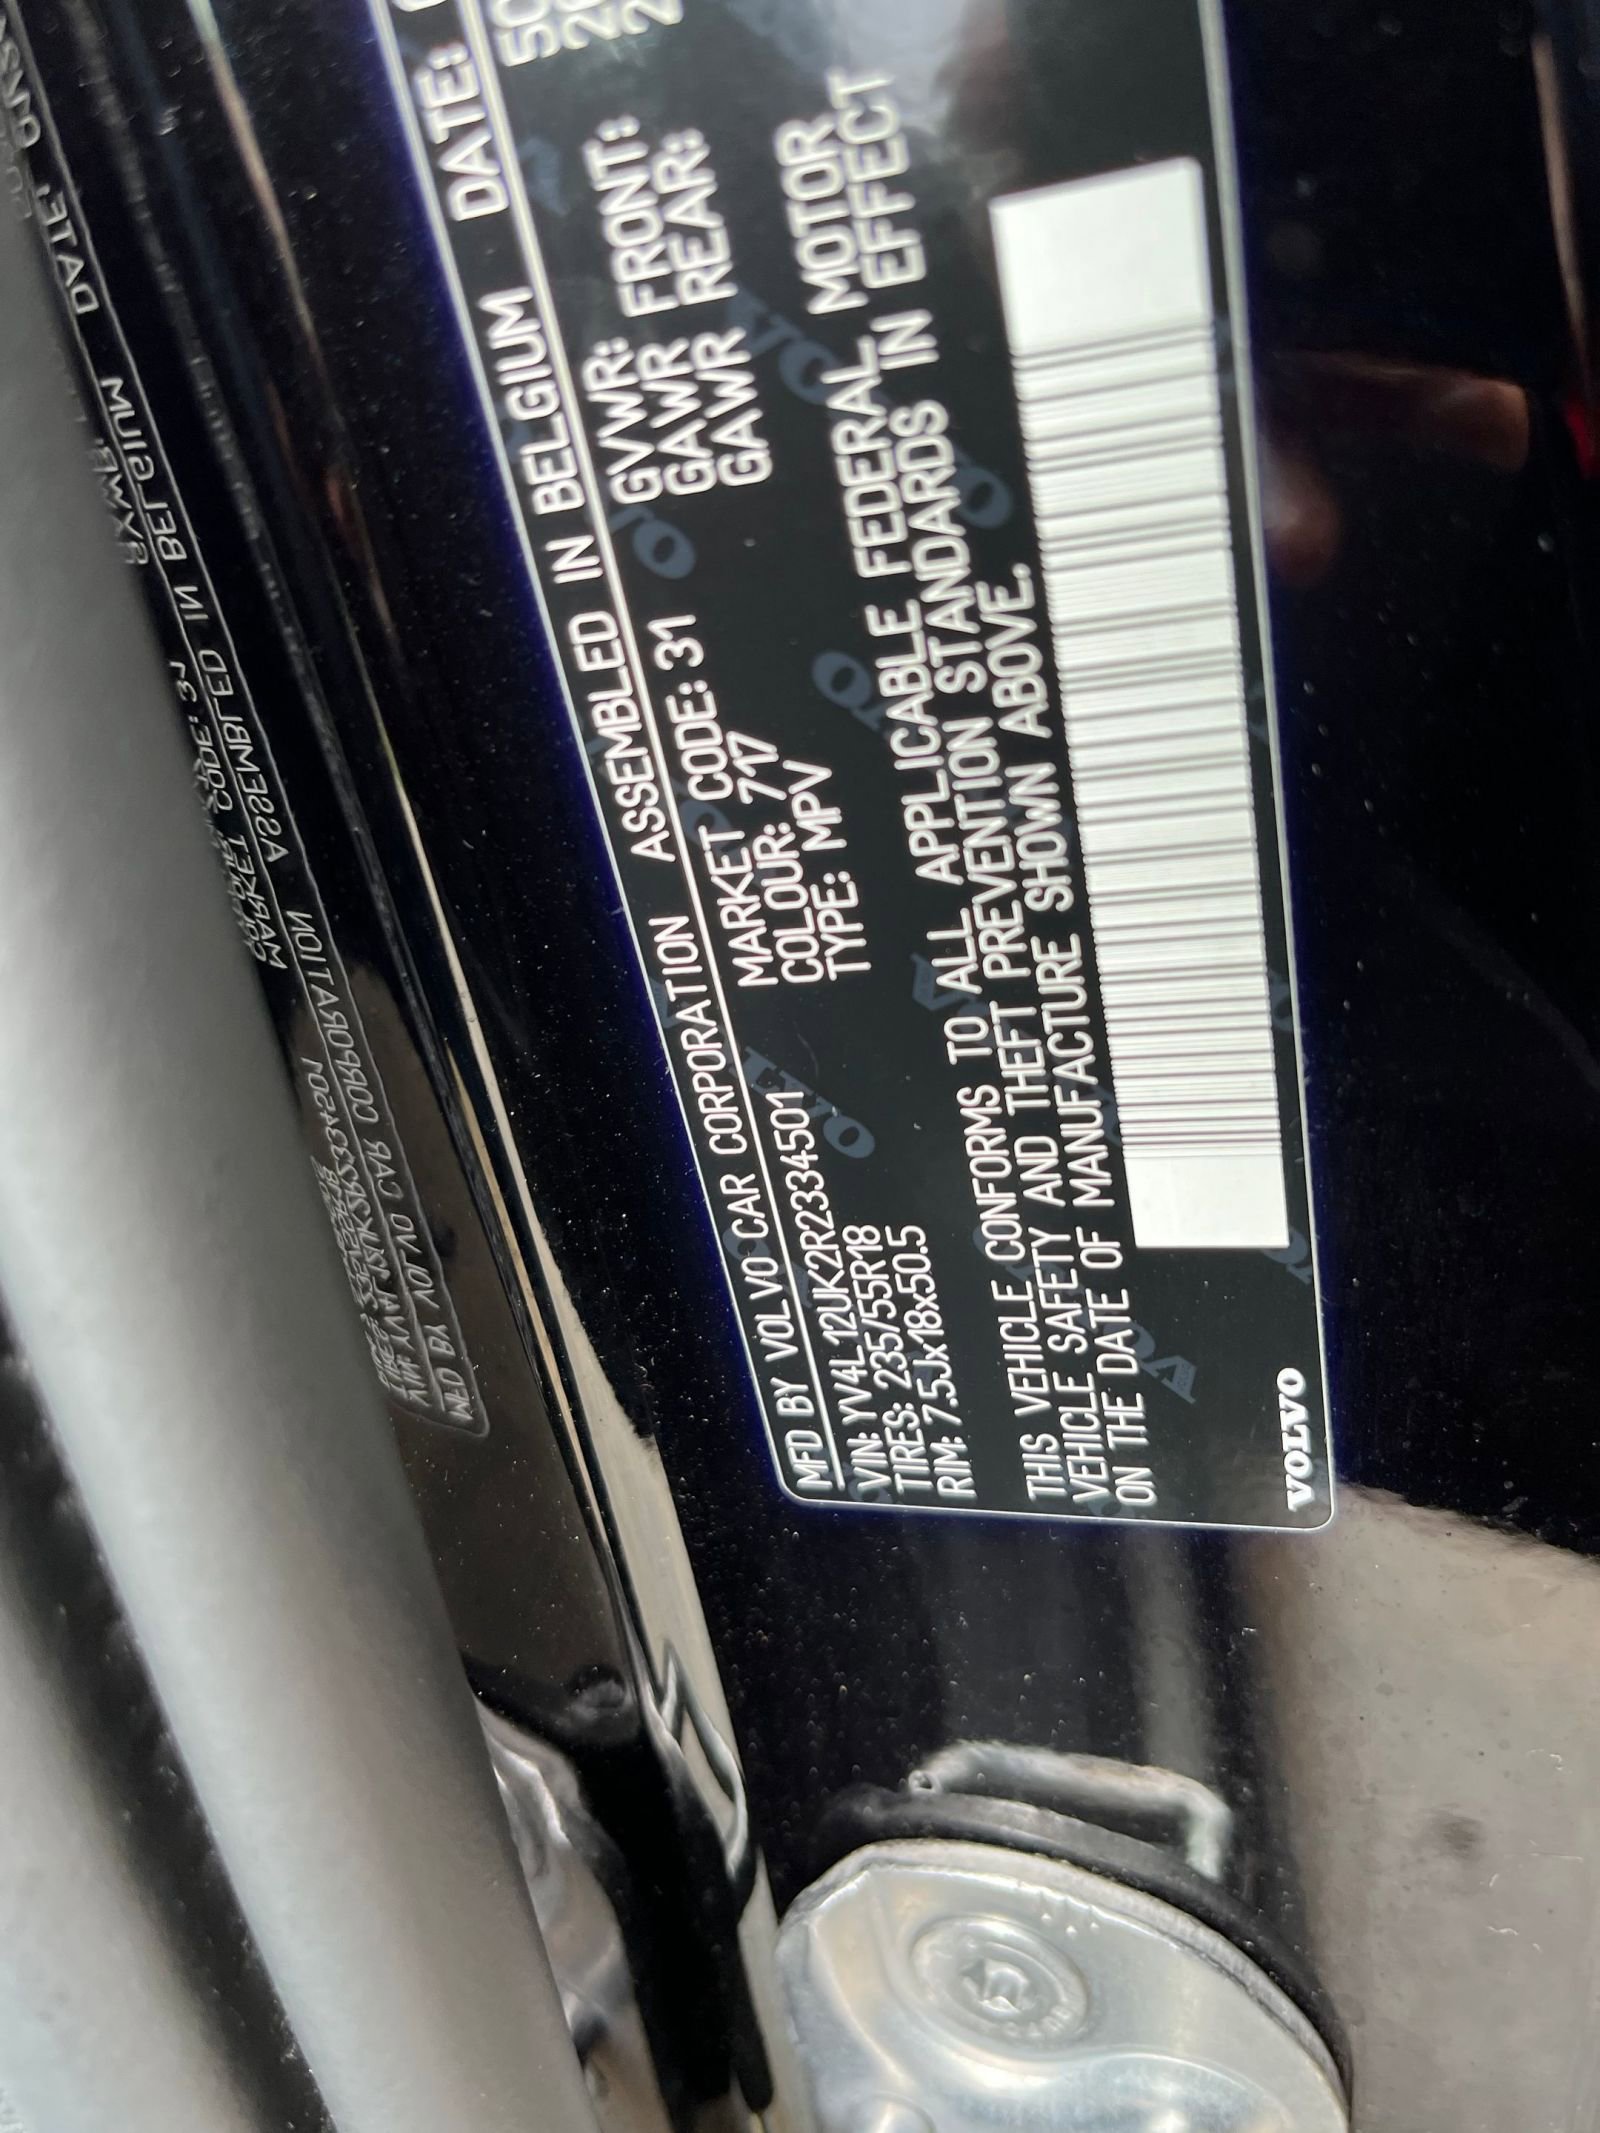 MFD BY VOLVO CAR CORPORATION ASSEMBLED IN BELGIUM DATE:
VIN: YV4L12UK2R2334501
TIRES: 235/55R18
RIM: 7.5Jx18x50.5
MARKET CODE: 31
COLOUR: 717
TYPE: MPV
GVWR:
GAWR FRONT:
GAWR REAR:
THIS VEHICLE CONFORMS TO ALL APPLICABLE FEDERAL MOTOR
VEHICLE SAFETY AND THEFT PREVENTION STANDARDS IN EFFECT
ON THE DATE OF MANUFACTURE SHOWN ABOVE.
VOLVO